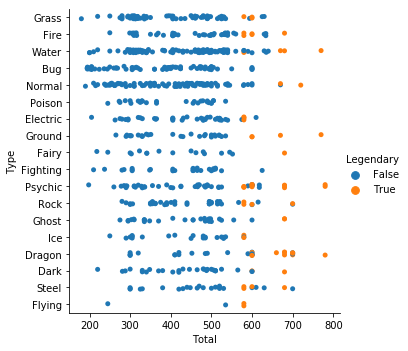 Grass
Fire
Water
Bug
Normal
Poison
Electric
Ground
Fairy
Fighting
Psychic
Rock
Ghost
Ice
Dragon
Dark
Steel
Flying
Type
200 300 400 500 600 700 800
Total
Legendary
False
True